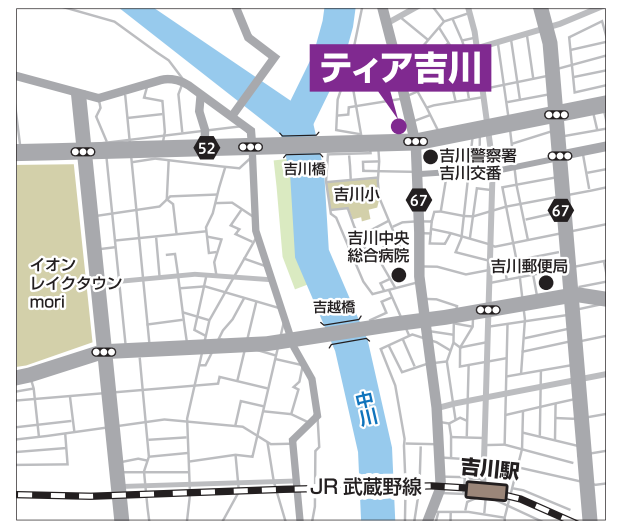 ティア吉川
52
吉川橋
吉川警察署
吉川交番
吉川小
67
67
吉川中央
総合病院
イオン
レイクタウン
mori
吉川郵便局
吉越橋
中川
吉川駅
JR 武蔵野線